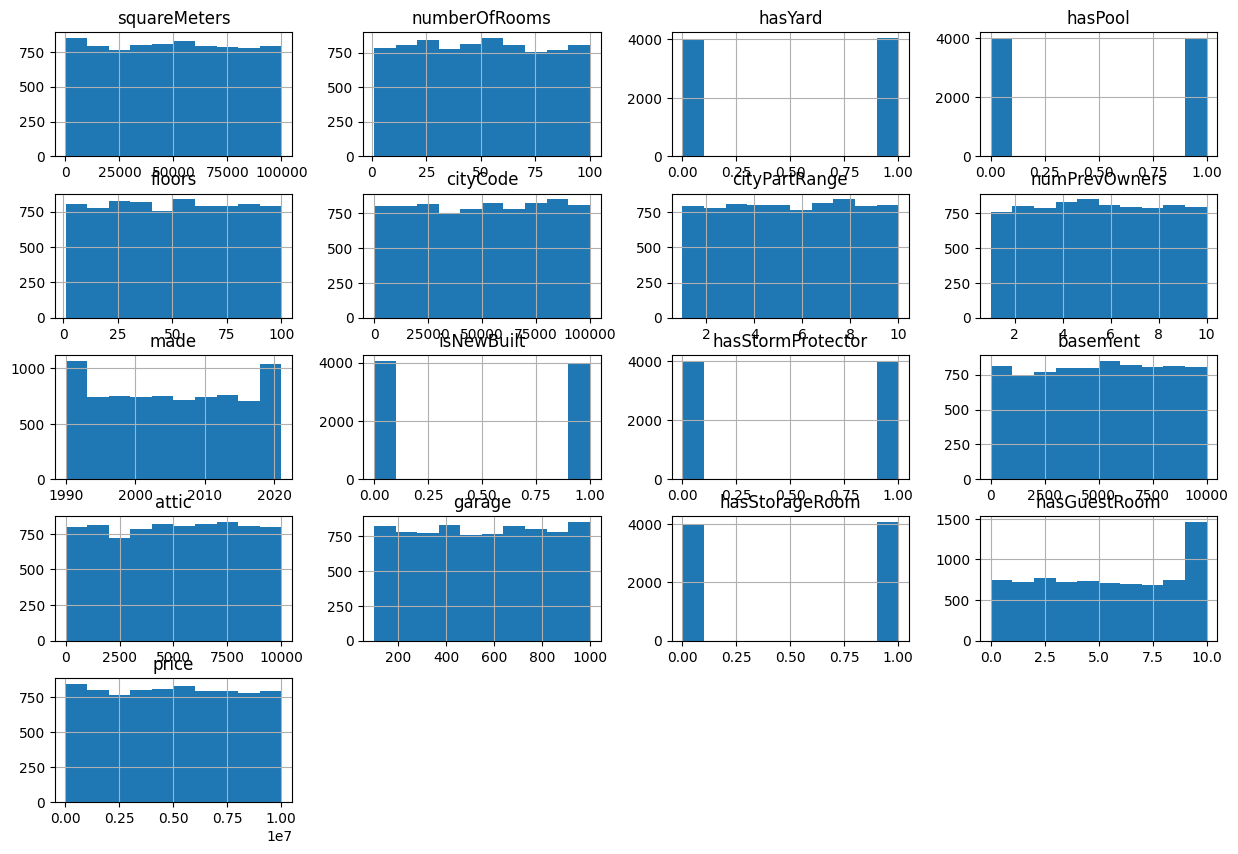 squareMeters numberOfRooms hasYard hasPool
750 750 4000 4000
500 500
2000 2000
250 250
0 0 0 0
0 25000 50000 75000 100000 0 25 50 75 100 0.00 0.25 0.50 0.75 1.00 0.00 0.25 0.50 0.75 1.00
floors cityCode cityPartRange numPrevOwners
750 750 750 750
500 500 500 500
250 250 250 250
0 0 0 0
0 25 50 75 100 0 25000 50000 75000 100000 2 4 6 8 10 2 4 6 8 10
made isNewBuilt hasStormProtector basement
1000 4000 4000 750
500 2000 2000 500
250
0 0 0 0
1990 2000 2010 2020 0.00 0.25 0.50 0.75 1.00 0.00 0.25 0.50 0.75 1.00 0 2500 5000 7500 10000
attic garage hasStorageRoom hasGuestRoom
750 750 4000 1500
500 500 2000 1000
250 250 500
0 0 0 0
0 2500 5000 7500 10000 200 400 600 800 1000 0.00 0.25 0.50 0.75 1.00 0.0 2.5 5.0 7.5 10.0
price
750
500
250
0
0.00 0.25 0.50 0.75 1.00
1e7